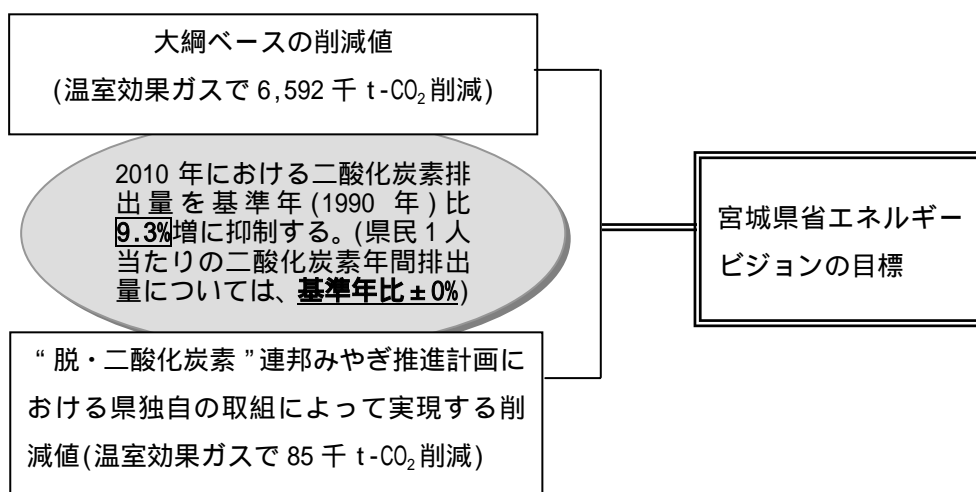 大綱ベースの削減値
(温室効果ガスで 6,592 千 t-CO₂削減)
2010 年における二酸化炭素排
出量を基準年(1990 年)比
9.3%増に抑制する。(県民 1 人
当たりの二酸化炭素年間排出
量については、基準年比±0%)
“脱・二酸化炭素”連邦みやぎ推進計画に
おける県独自の取組によって実現する削
減値(温室効果ガスで 85 千 t-CO₂削減)
宮城県省エネルギー
ビジョンの目標